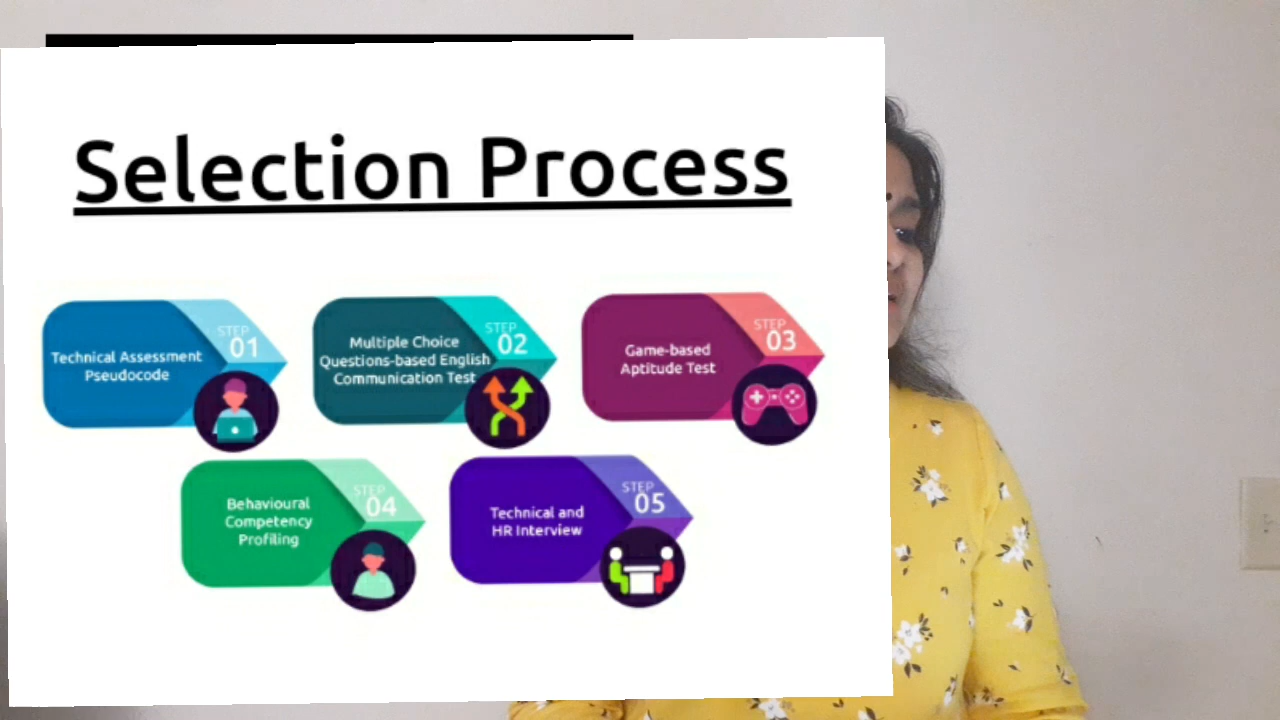 Selection Process
Technical Assessment
Pseudocode
STEP
01
Multiple Choice
Questions-based English
Communication Test
STEP
02
Game-based
Aptitude Test
STEP
03
Behavioural
Competency
Profiling
STEP
04
Technical and
HR Interview
STEP
05